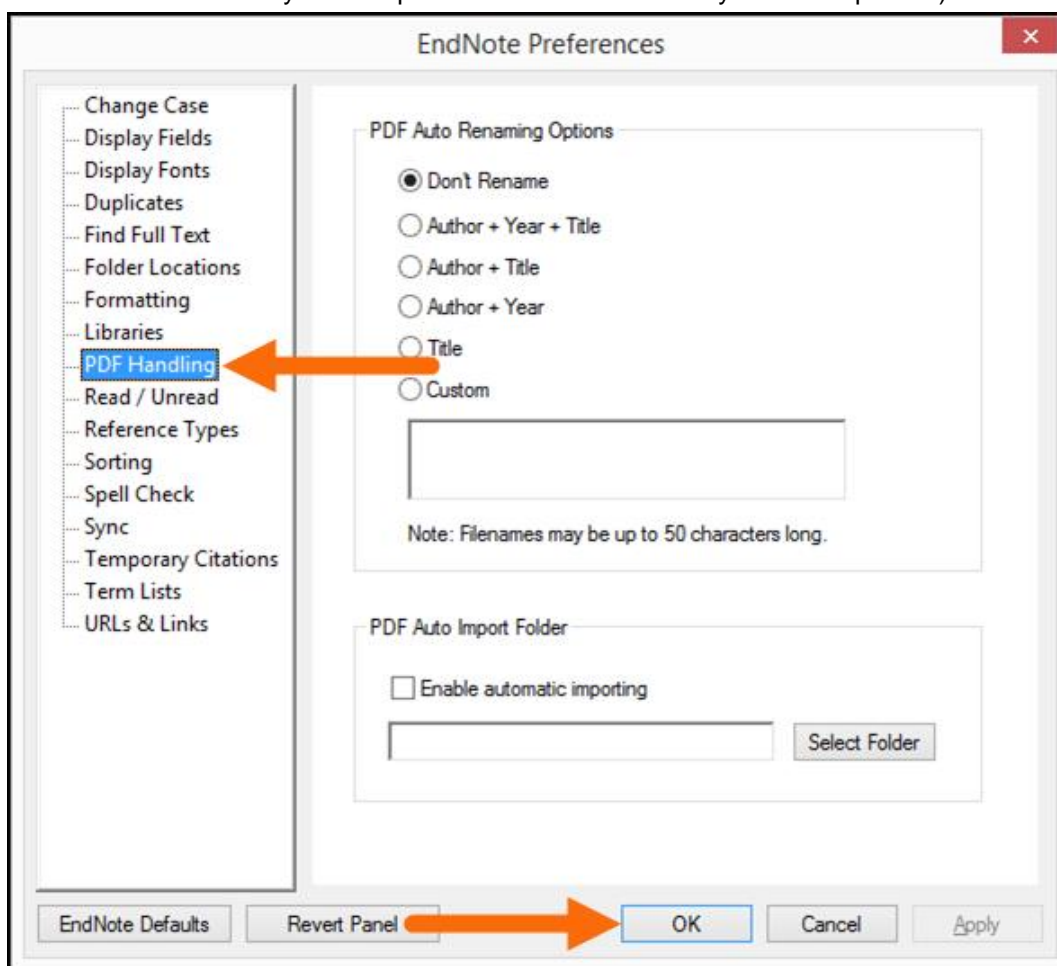 EndNote Preferences
Change Case
Display Fields
Display Fonts
Duplicates
Find Full Text
Folder Locations
Formatting
Libraries
PDF Handling
Read / Unread
Reference Types
Sorting
Spell Check
Sync
Temporary Citations
Term Lists
URLs & Links
PDF Auto Renaming Options
Don't Rename
Author + Year + Title
Author + Title
Author + Year
Title
Custom
Note: Filenames may be up to 50 characters long.
PDF Auto Import Folder
Enable automatic importing
Select Folder
EndNote Defaults
Revert Panel
OK
Cancel
Apply